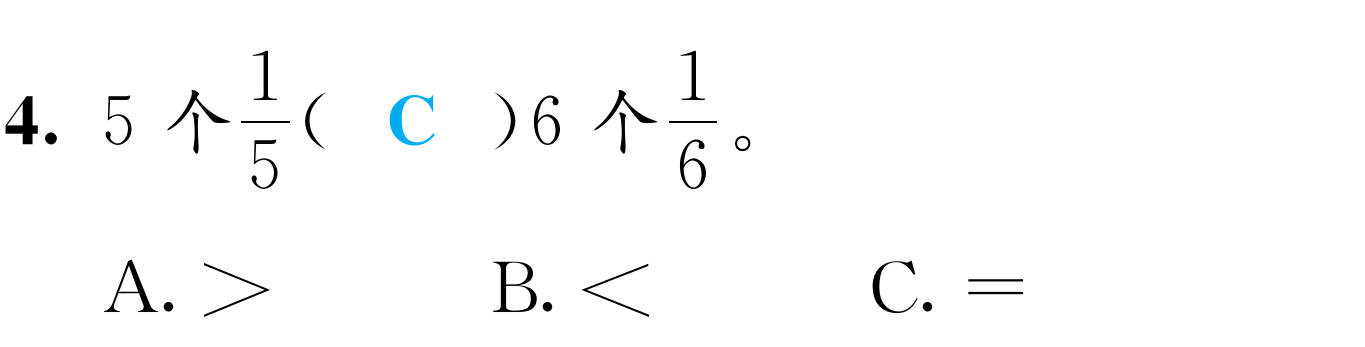 4. 5 个 1/5 ( C ) 6 个 1/6 。
A. > B. < C. =